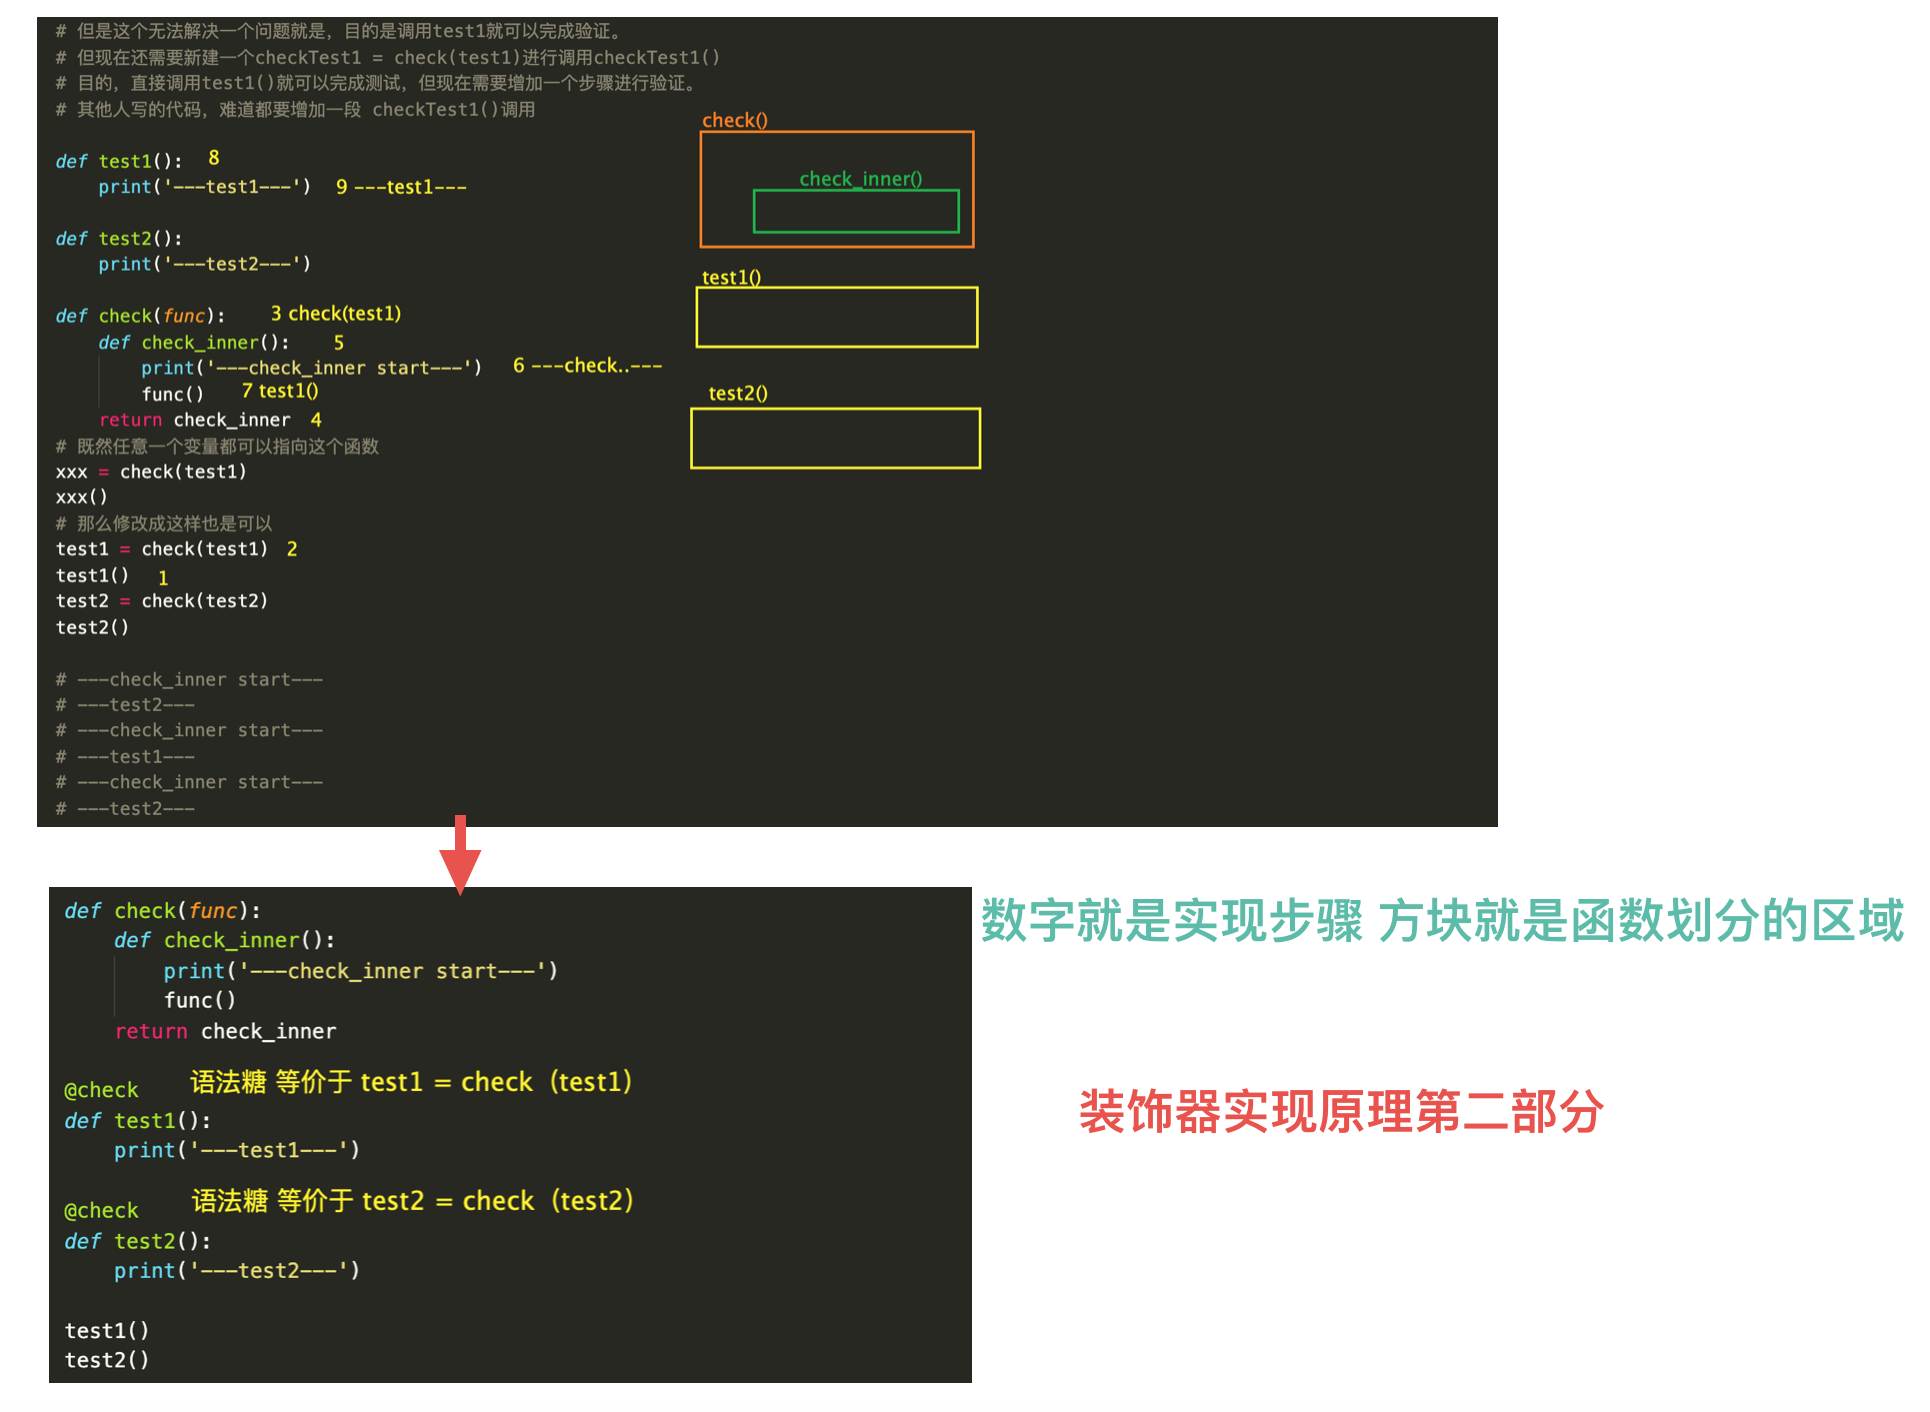 # 但是这个无法解决一个问题就是，目的是调用test1就可以完成验证。
# 但现在还需要新建一个checkTest1 = check(test1)进行调用checkTest1()
# 目的，直接调用test1()就可以完成测试，但现在需要增加一个步骤进行验证。
# 其他人写的代码，难道都要增加一段 checkTest1()调用
check()
def test1(): 8
print('---test1---') 9 ---test1---
check_inner()
def test2():
print('---test2---')
test1()
def check(func): 3 check(test1)
def check_inner(): 5
print('---check_inner start---') 6 ---check..---
func() 7 test1()
test2()
return check_inner 4
# 既然任意一个变量都可以指向这个函数
xxx = check(test1)
xxx()
# 那么修改成这样也是可以
test1 = check(test1) 2
test1() 1
test2 = check(test2)
test2()
# ---check_inner start---
# ---test2---
# ---check_inner start---
# ---test1---
# ---check_inner start---
# ---test2---
def check(func):
def check_inner():
print('---check_inner start---')
func()
return check_inner
数字就是实现步骤 方块就是函数划分的区域
@check 语法糖 等价于 test1 = check（test1）
def test1():
print('---test1---')
装饰器实现原理第二部分
@check 语法糖 等价于 test2 = check（test2）
def test2():
print('---test2---')
test1()
test2()